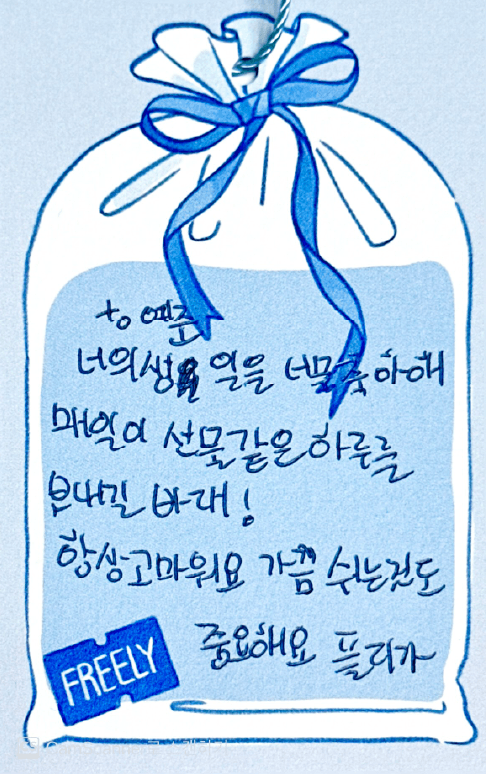 to 예준
너의생일을 너무축하해
매일이 선물같은하루를
보내길 바래!
항상고마워요 가끔 쉬는것도
중요해요 플리가
FREELY